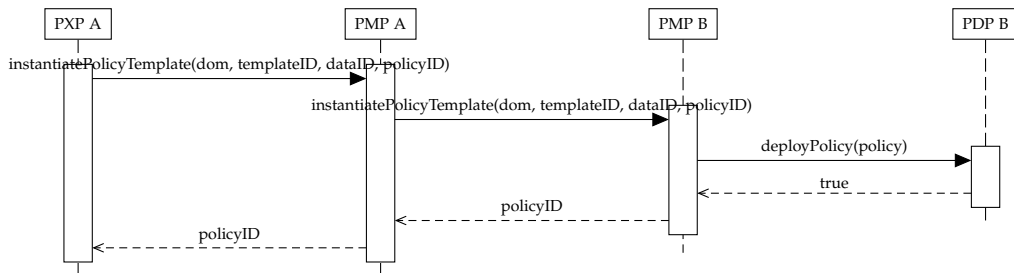 PXP A
PMP A
PMP B
PDP B
instantiatePolicyTemplate(dom, templateID, dataID, policyID)
instantiatePolicyTemplate(dom, templateID, dataID, policyID)
deployPolicy(policy)
true
policyID
policyID